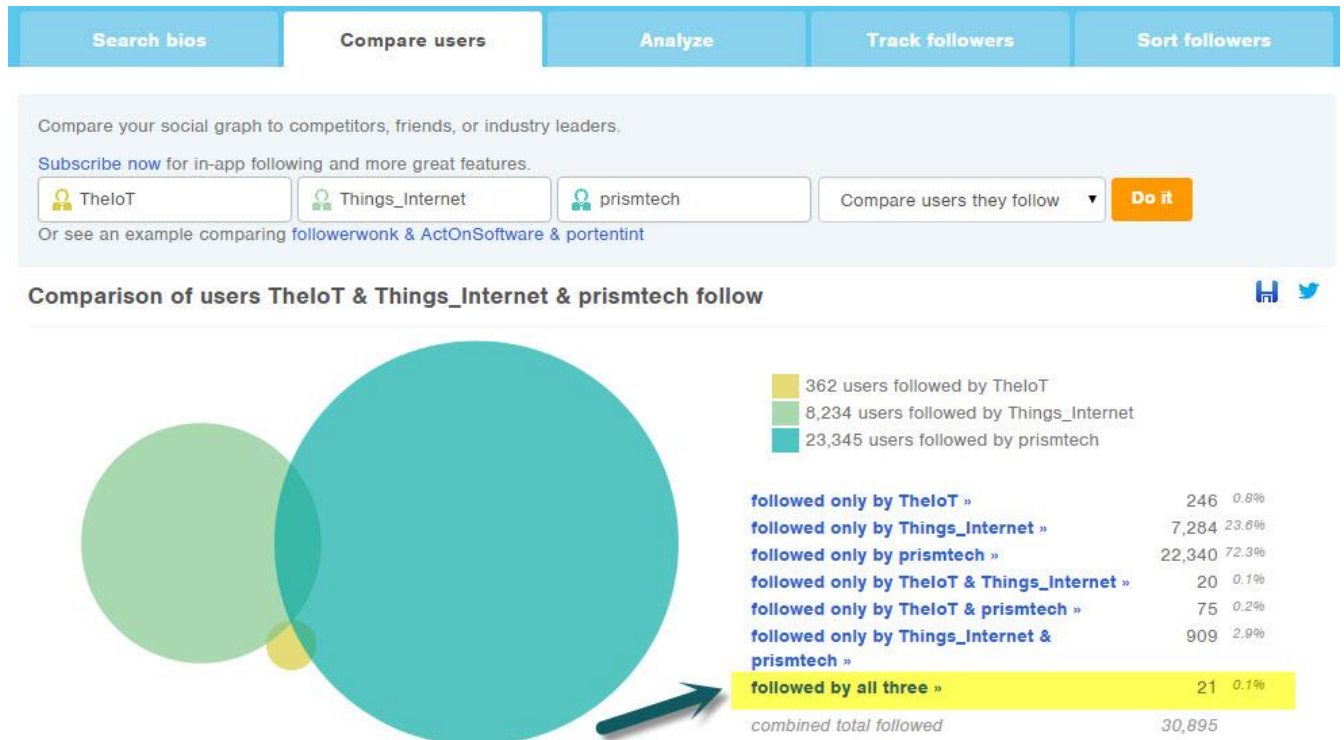 Search bios Compare users Analyze Track followers Sort followers
Compare your social graph to competitors, friends, or industry leaders.
Subscribe now for in-app following and more great features.
TheIoT Things_Internet prismtech Compare users they follow Do it
Or see an example comparing followerwonk & ActOnSoftware & portentint
Comparison of users TheIoT & Things_Internet & prismtech follow
362 users followed by TheIoT
8,234 users followed by Things_Internet
23,345 users followed by prismtech
followed only by TheIoT » 246 0.8%
followed only by Things_Internet » 7,284 23.6%
followed only by prismtech » 22,340 72.3%
followed only by TheIoT & Things_Internet » 20 0.1%
followed only by TheIoT & prismtech » 75 0.2%
followed only by Things_Internet & 909 2.9%
prismtech »
followed by all three » 21 0.1%
combined total followed 30,895